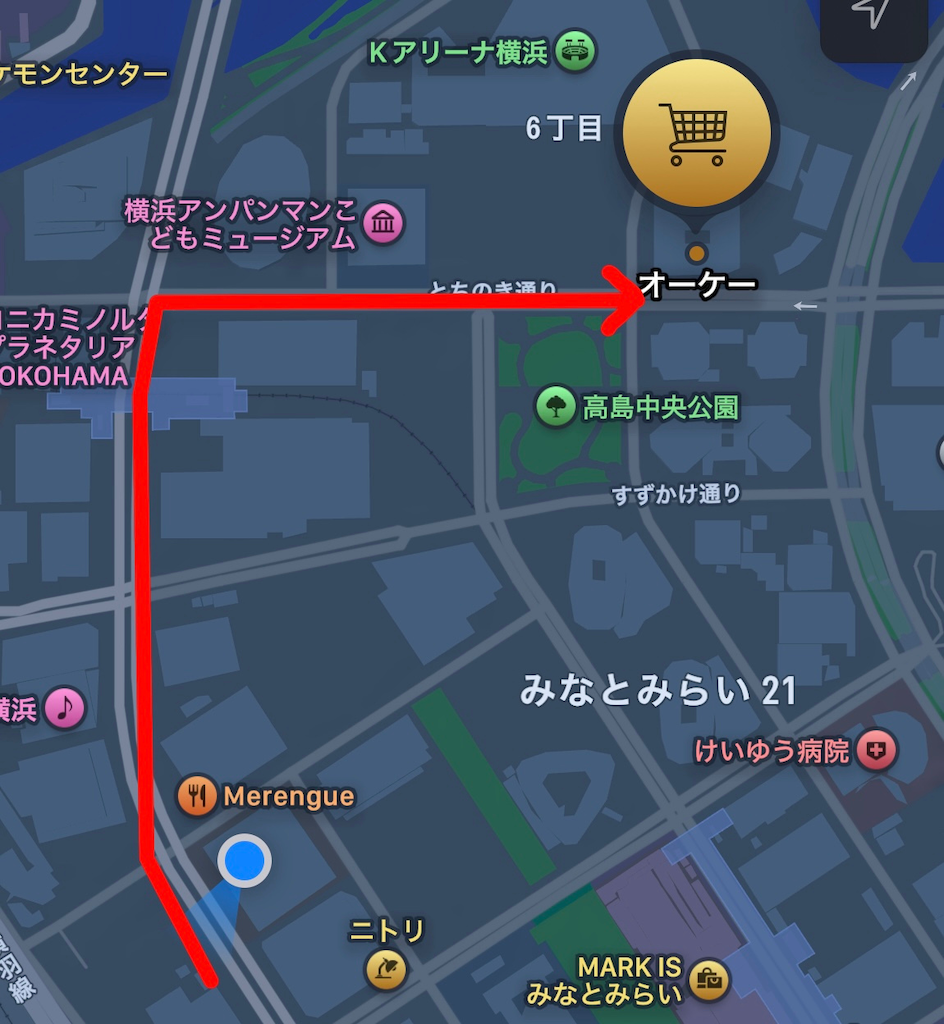 Kアリーナ横浜
ケモンセンター
6丁目
横浜アンパンマンこ
どもミュージアム
とちのき通り
オーケー
コニカミノルタ
プラネタリア
OKOHAMA
高島中央公園
すずかけ通り
みなとみらい 21
横浜
けいゆう病院
Merengue
ニトリ
羽線
MARK IS
みなとみらい